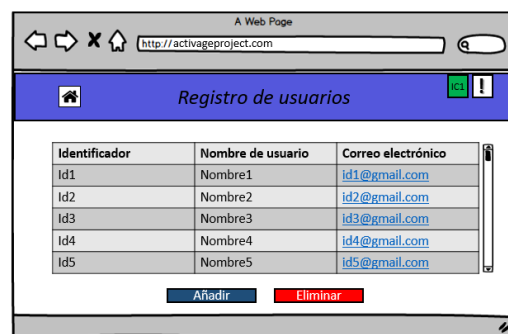 A Web Page
http://activageproject.com
IC1 !
Registro de usuarios
Identificador Nombre de usuario Correo electrónico
Id1 Nombre1 id1@gmail.com
Id2 Nombre2 id2@gmail.com
Id3 Nombre3 id3@gmail.com
Id4 Nombre4 id4@gmail.com
Id5 Nombre5 id5@gmail.com
Añadir Eliminar